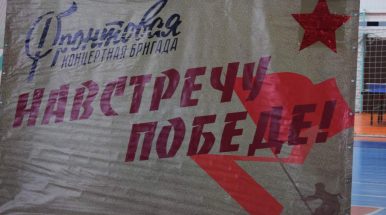 Фронтовая
КОНЦЕРТНАЯ БРИГАДА
НАВСТРЕЧУ
ПОБЕДЕ!